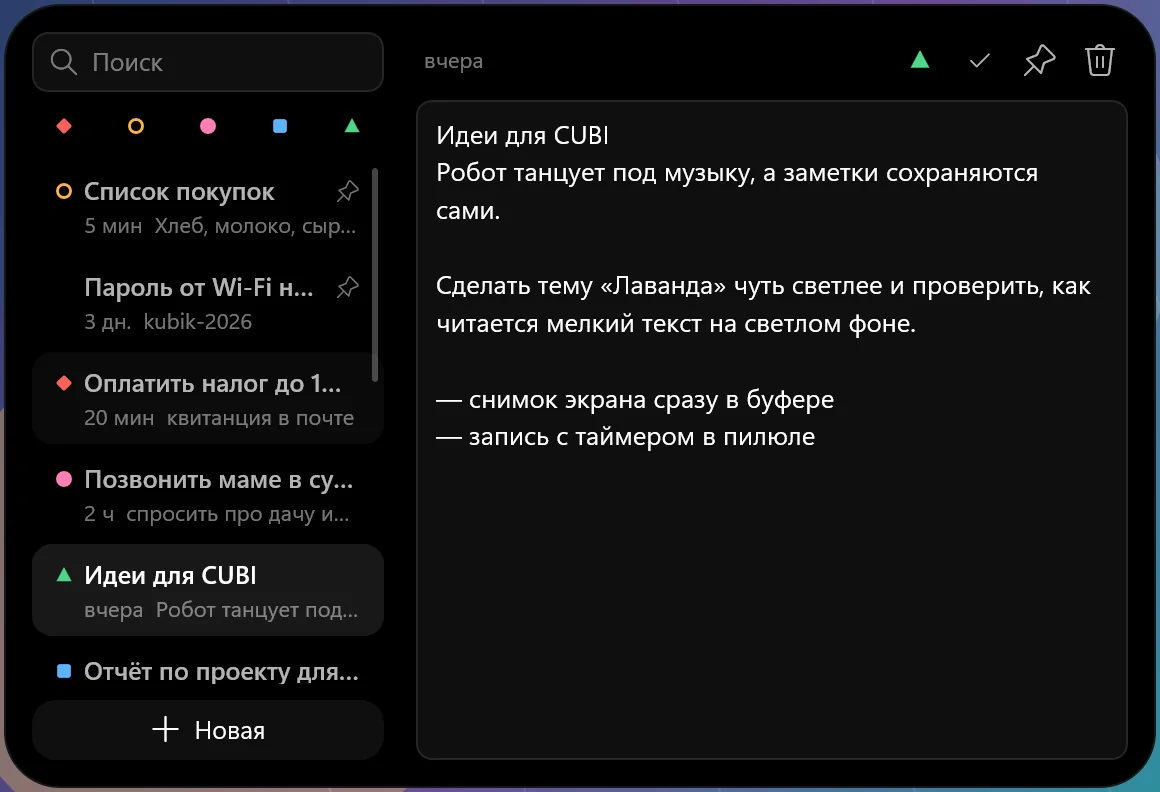 Поиск
Список покупок
5 мин Хлеб, молоко, сыр...
Пароль от Wi-Fi н...
3 дн. kubik-2026
Оплатить налог до 1...
20 мин квитанция в почте
Позвонить маме в су...
2 ч спросить про дачу и...
Идеи для CUBI
вчера Робот танцует под...
Отчёт по проекту для...
Новая
вчера
Идеи для CUBI
Робот танцует под музыку, а заметки сохраняются
сами.
Сделать тему «Лаванда» чуть светлее и проверить, как
читается мелкий текст на светлом фоне.
— снимок экрана сразу в буфере
— запись с таймером в пилюле